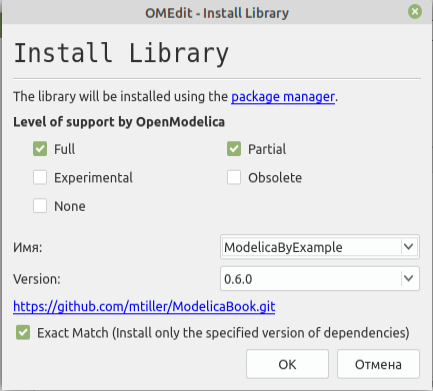 OMEdit - Install Library
Install Library
The library will be installed using the package manager.
Level of support by OpenModelica
Full Partial
Experimental Obsolete
None
Имя: ModelicaByExample
Version: 0.6.0
https://github.com/mtiller/ModelicaBook.git
Exact Match (Install only the specified version of dependencies)
OK Отмена